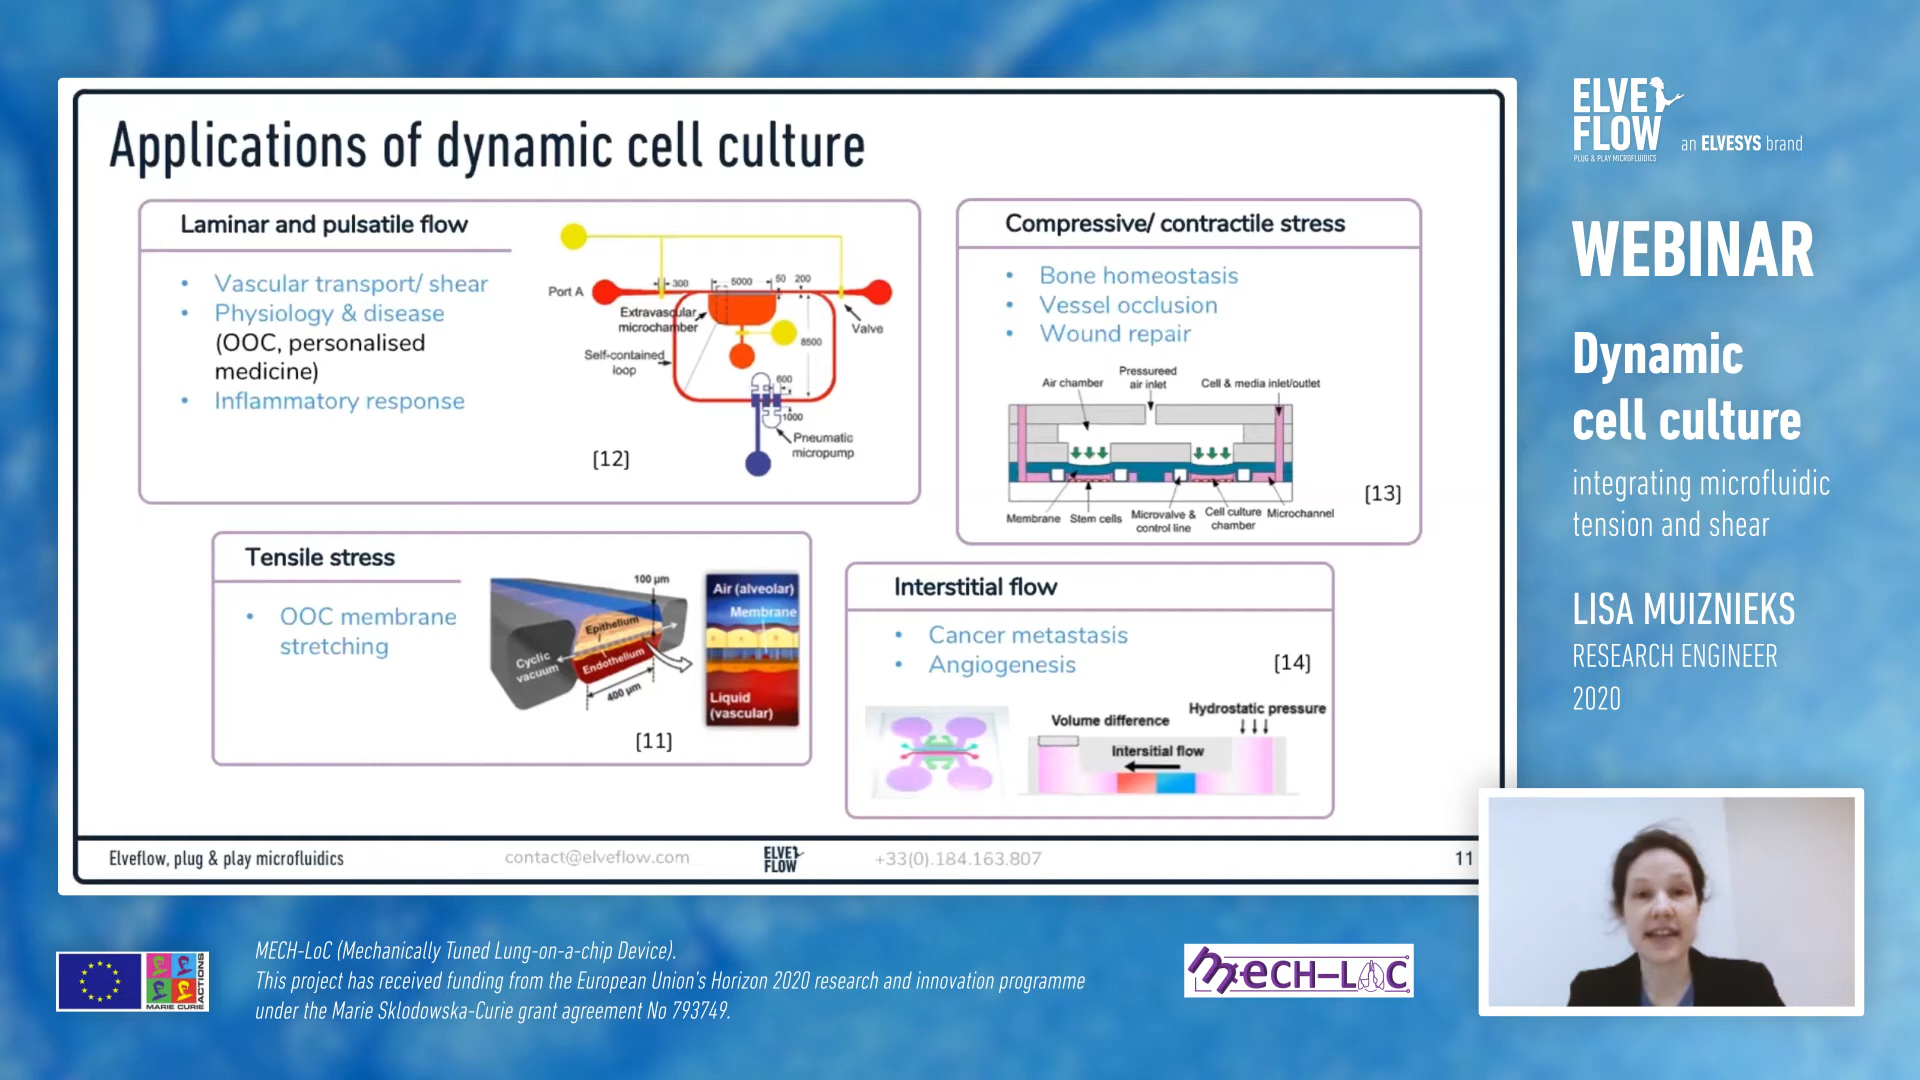 Applications of dynamic cell culture
Laminar and pulsatile flow
• Vascular transport/ shear
• Physiology & disease
(OOC, personalised
medicine)
• Inflammatory response
Port A
300
5000
50
200
Extravascular
microchamber
Valve
8500
Self-contained
loop
600
1000
Pneumatic
micropump
[12]
Compressive/ contractile stress
• Bone homeostasis
• Vessel occlusion
• Wound repair
Air chamber
Pressureed
air inlet
Cell & media inlet/outlet
[13]
Membrane
Stem cells
Microvalve &
control line
Cell culture
chamber
Microchannel
Tensile stress
• OOC membrane
stretching
100 µm
Epithelium
Cyclic
vacuum
Endothelium
400 µm
Air (alveolar)
Membrane
Liquid
(vascular)
[11]
Interstitial flow
• Cancer metastasis
• Angiogenesis
[14]
Volume difference
Hydrostatic pressure
Intersitial flow
Elveflow, plug & play microfluidics
contact@elveflow.com
ELVE
FLOW
+33(0).184.163.807
11
ELVE
FLOW
PLUG & PLAY MICROFLUIDICS
an ELVESYS brand
WEBINAR
Dynamic
cell culture
integrating microfluidic
tension and shear
LISA MUIZNIEKS
RESEARCH ENGINEER
2020
MARIE CURIE
ACTIONS
MECH-LoC (Mechanically Tuned Lung-on-a-chip Device).
This project has received funding from the European Union's Horizon 2020 research and innovation programme
under the Marie Sklodowska-Curie grant agreement No 793749.
MECH-LOC